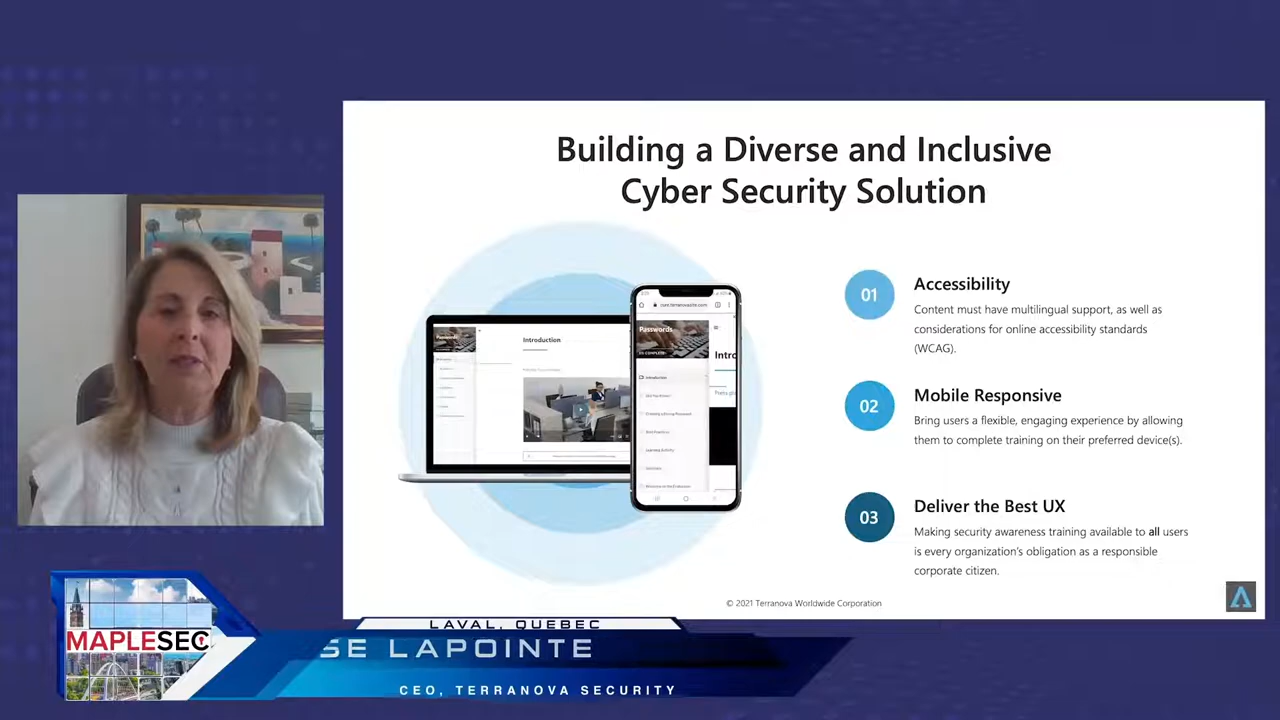 Building a Diverse and Inclusive
Cyber Security Solution
Passwords
Introduction
Passwords
Introduction
Intro
01
Accessibility
Content must have multilingual support, as well as
considerations for online accessibility standards
(WCAG).
02
Mobile Responsive
Bring users a flexible, engaging experience by allowing
them to complete training on their preferred device(s).
03
Deliver the Best UX
Making security awareness training available to all users
is every organization's obligation as a responsible
corporate citizen.
© 2021 Terranova Worldwide Corporation
MAPLESEC
LAVAL, QUEBEC
SE LAPOINTE
CEO, TERRANOVA SECURITY